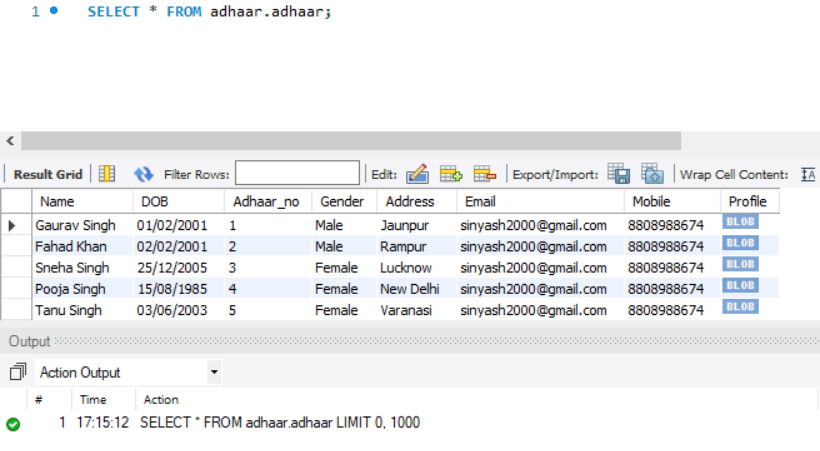 1 SELECT * FROM adhaar.adhaar;
Result Grid Filter Rows: Edit: Export/Import: Wrap Cell Content: IA
Name DOB Adhaar_no Gender Address Email Mobile Profile
Gaurav Singh 01/02/2001 1 Male Jaunpur sinyash2000@gmail.com 8808988674 BLOB
Fahad Khan 02/02/2001 2 Male Rampur sinyash2000@gmail.com 8808988674 BLOB
Sneha Singh 25/12/2005 3 Female Lucknow sinyash2000@gmail.com 8808988674 BLOB
Pooja Singh 15/08/1985 4 Female New Delhi sinyash2000@gmail.com 8808988674 BLOB
Tanu Singh 03/06/2003 5 Female Varanasi sinyash2000@gmail.com 8808988674 BLOB
Output
Action Output
# Time Action
1 17:15:12 SELECT * FROM adhaar.adhaar LIMIT 0, 1000